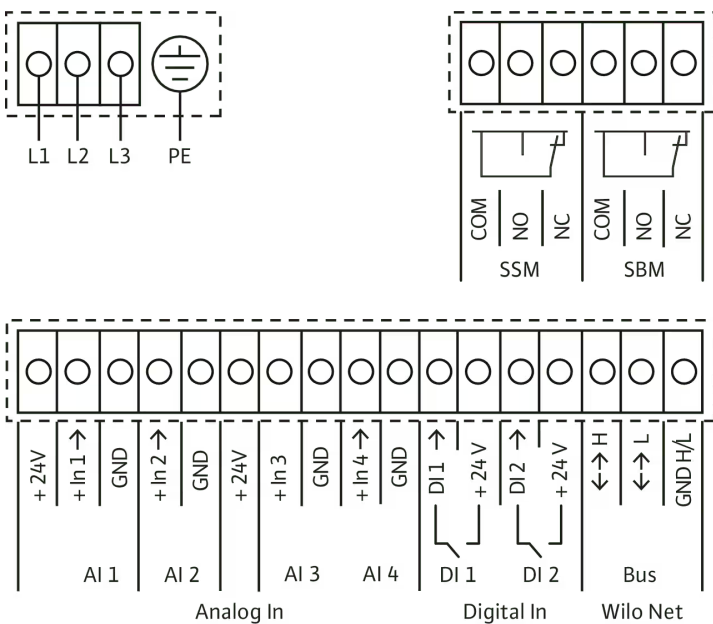 L1 L2 L3 PE
COM NO NC COM NO NC
SSM SBM
+ 24V + In 1 → GND + In 2 → GND + 24V + In 3 GND + In 4 → GND DI 1 → + 24 V DI 2 → + 24 V ↔ H ↔ L GND H/L
AI 1 AI 2 AI 3 AI 4 DI 1 DI 2 Bus
Analog In Digital In Wilo Net